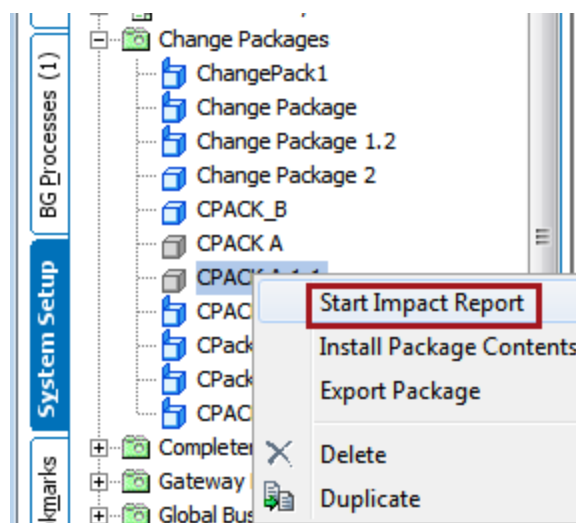 Change Packages
ChangePack1
Change Package
Change Package 1.2
Change Package 2
CPACK_B
CPACK A
Start Impact Report
Install Package Contents
Export Package
Delete
Gateway
Duplicate
BG Processes (1)
System Setup